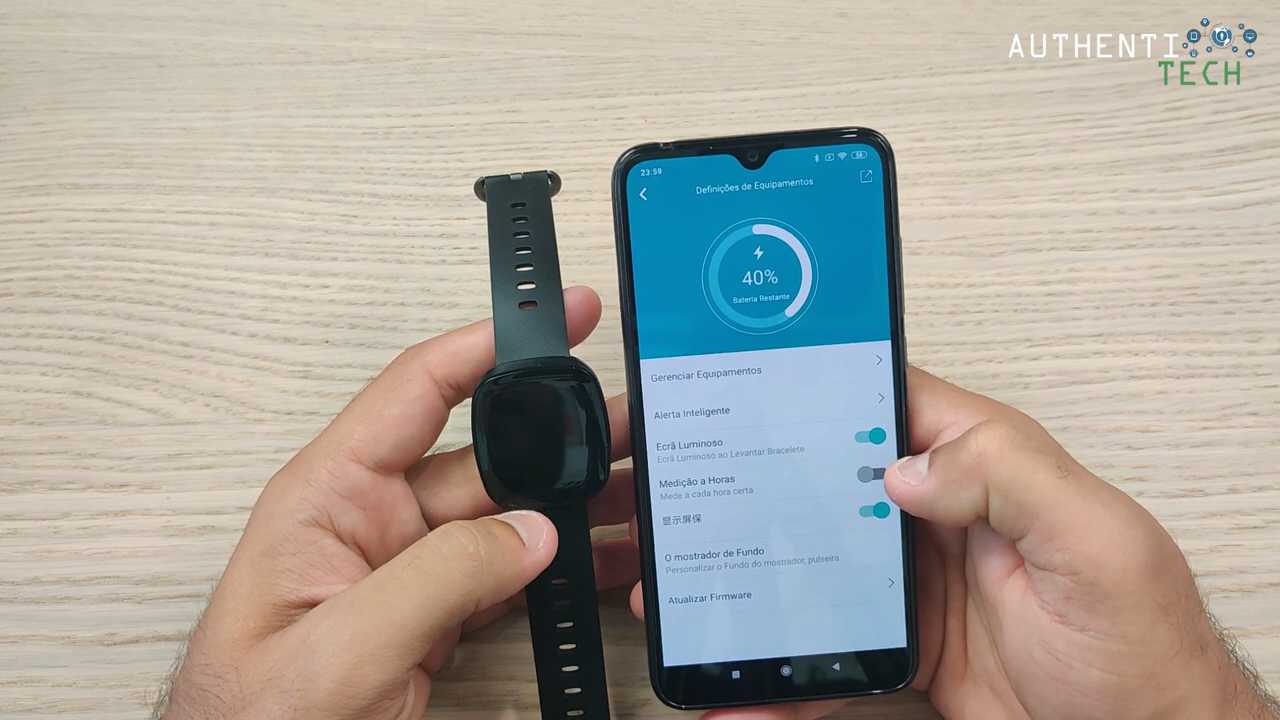 AUTHENTI
TECH
23:59
Definições de Equipamentos
40%
Bateria Restante
Gerenciar Equipamentos
Alerta Inteligente
Ecrã Luminoso
Ecrã Luminoso ao Levantar Bracelete
Medição a Horas
Mede a cada hora certa
显示屏保
O mostrador de Fundo
Personalizar o Fundo do mostrador, pulseira
Atualizar Firmware